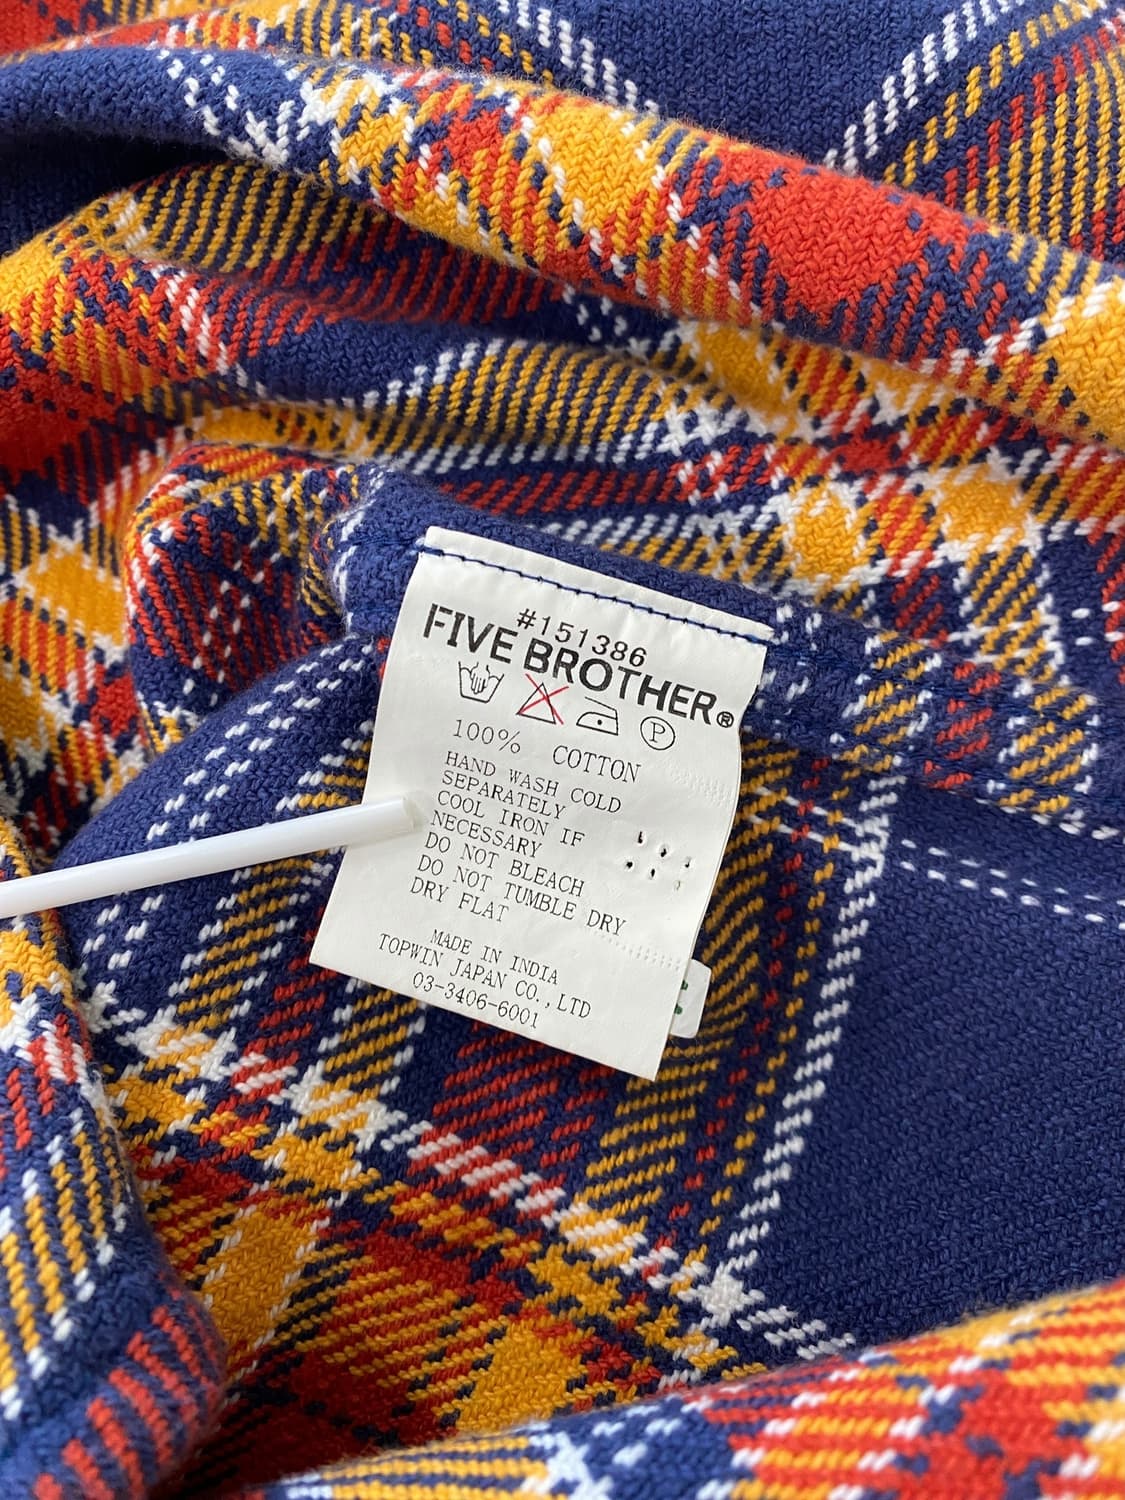 #151386
FIVE BROTHER®
P
100% COTTON
HAND WASH COLD
SEPARATELY
COOL IRON IF
NECESSARY
DO NOT BLEACH
DO NOT TUMBLE DRY
DRY FLAT
MADE IN INDIA
TOPWIN JAPAN CO.,LTD
03-3406-6001